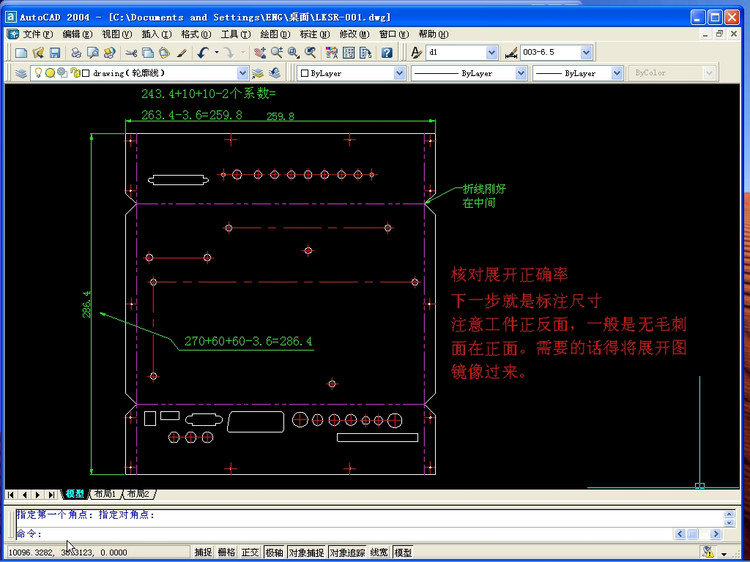 AutoCAD 2004 - [C:\Documents and Settings\ENG\桌面\LKSR-001.dwg]
文件(F) 编辑(E) 视图(V) 插入(I) 格式(O) 工具(T) 绘图(D) 标注(N) 修改(M) 窗口(W) 帮助(H)
d1 003-6.5
drawing(轮廓线) ByLayer ByLayer ByLayer ByColor
243.4+10+10-2个系数=
263.4-3.6=259.8
259.8
折线刚好
在中间
核对展开正确率
下一步就是标注尺寸
注意工件正反面，一般是无毛刺
面在正面。需要的话得将展开图
镜像过来。
286.4
270+60+60-3.6=286.4
模型 布局1 布局2
指定第一个角点: 指定对角点:
命令:
10096.3282, 0.0000 捕捉 栅格 正交 极轴 对象捕捉 对象追踪 线宽 模型